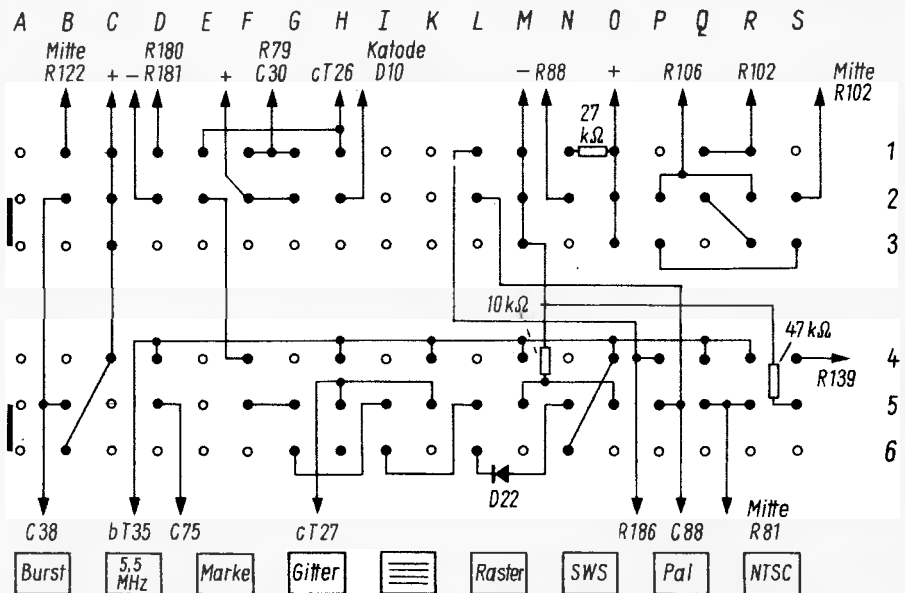 A B C D E F G H I K L M N O P Q R S
Mitte R180 R79 Katode
R122 + − R181 + C30 cT26 D10 − R88 + R106 R102 Mitte
R102
27
kΩ
1
2
3
10 kΩ
47 kΩ
4
R139
5
6
D22
C38 bT35 C75 cT27 R186 C88 Mitte
R81
Burst 5,5 MHz Marke Gitter Raster SWS Pal NTSC